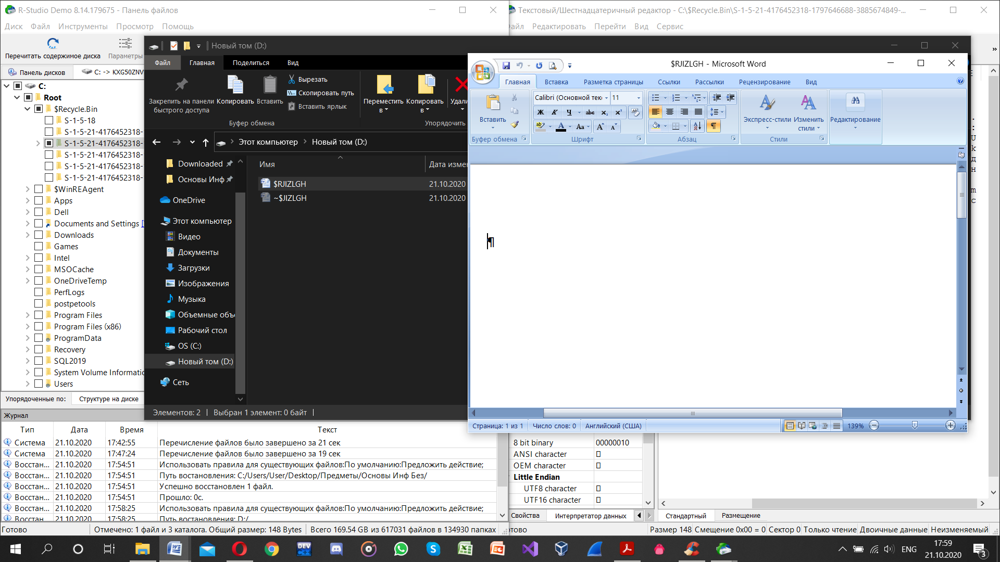 R-Studio Demo 8.14.179675 - Панель файлов
Диск Файл Инструменты Просмотр Помощь
Перечитать содержимое диска Параметры
Панель дисков
C: -> KXG50ZNV
C:
Root
$Recycle.Bin
S-1-5-18
S-1-5-21-4176452318-
S-1-5-21-4176452318-
S-1-5-21-4176452318-
S-1-5-21-4176452318-
S-1-5-21-4176452318-
$WinREAgent
Apps
Dell
Documents and Settings [
Downloads
Games
Intel
MSOCache
OneDriveTemp
PerfLogs
postpetools
Program Files
Program Files (x86)
ProgramData
Recovery
SQL2019
System Volume Informatic
Users
Упорядоченные по: Структуре на диске
Журнал
Тип Дата Время Текст
Система 21.10.2020 17:42:55 Перечисление файлов было завершено за 21 сек
Система 21.10.2020 17:47:24 Перечисление файлов было завершено за 19 сек
Восстан... 21.10.2020 17:54:51 Использовать правила для существующих файлов:По умолчанию:Предложить действие;
Восстан... 21.10.2020 17:54:51 Путь востановления: C:/Users/User/Desktop/Предметы/Основы Инф Без/
Восстан... 21.10.2020 17:54:51 Успешно восстановлен 1 файл.
Восстан... 21.10.2020 17:54:51 Прошло: 0с.
Восстан... 21.10.2020 17:58:25 Использовать правила для существующих файлов:По умолчанию:Предложить действие;
Восстан 21.10.2020 17:58:25 Путь востановления: D:/
Готово Отмечено: 1 файл и 3 каталога. Общий размер: 148 Bytes Всего 169.54 GB из 617031 файлов в 134930 папках
Новый том (D:)
Файл Главная Поделиться Вид
Закрепить на панели быстрого доступа
Копировать
Вставить
Вырезать
Скопировать путь
Вставить ярлык
Буфер обмена
Переместить в
Копировать в
Удали
Упорядочить
Этот компьютер Новый том (D:)
Downloaded
Основы Инф
OneDrive
Этот компьютер
Видео
Документы
Загрузки
Изображения
Музыка
Объемные объ
Рабочий стол
OS (C:)
Новый том (D:)
Сеть
Имя Дата измен
$RJIZLGH 21.10.2020
~$JIZLGH 21.10.2020
Элементов: 2 Выбран 1 элемент: 0 байт
Текстовый/Шестнадцатеричный редактор - C:\$Recycle.Bin\S-1-5-21-4176452318-1797646688-3885674849-...
айл Редактировать Перейти Вид Сервис
$RJIZLGH - Microsoft Word
Главная Вставка Разметка страницы Ссылки Рассылки Рецензирование Вид
Вставить
Буфер обмена
Calibri (Основной текс 11
Ж К Ч abc x₂ x²
ab A Aa A A
Шрифт
Абзац
Экспресс-стили
Изменить стили
Стили
Редактирование
¶
Страница: 1 из 1 Число слов: 0 Английский (США) 139%
8 bit binary 00000010
ANSI character
OEM character
Little Endian
UTF8 character
UTF16 character
Свойства Интерпретатор данных
Стандартный Размещение
отово Размер 148 Смещение 0x00 = 0 Сектор 0 Только чтение Двоичные данные Неизменяемый
DEV C++
ENG
17:59
21.10.2020
3